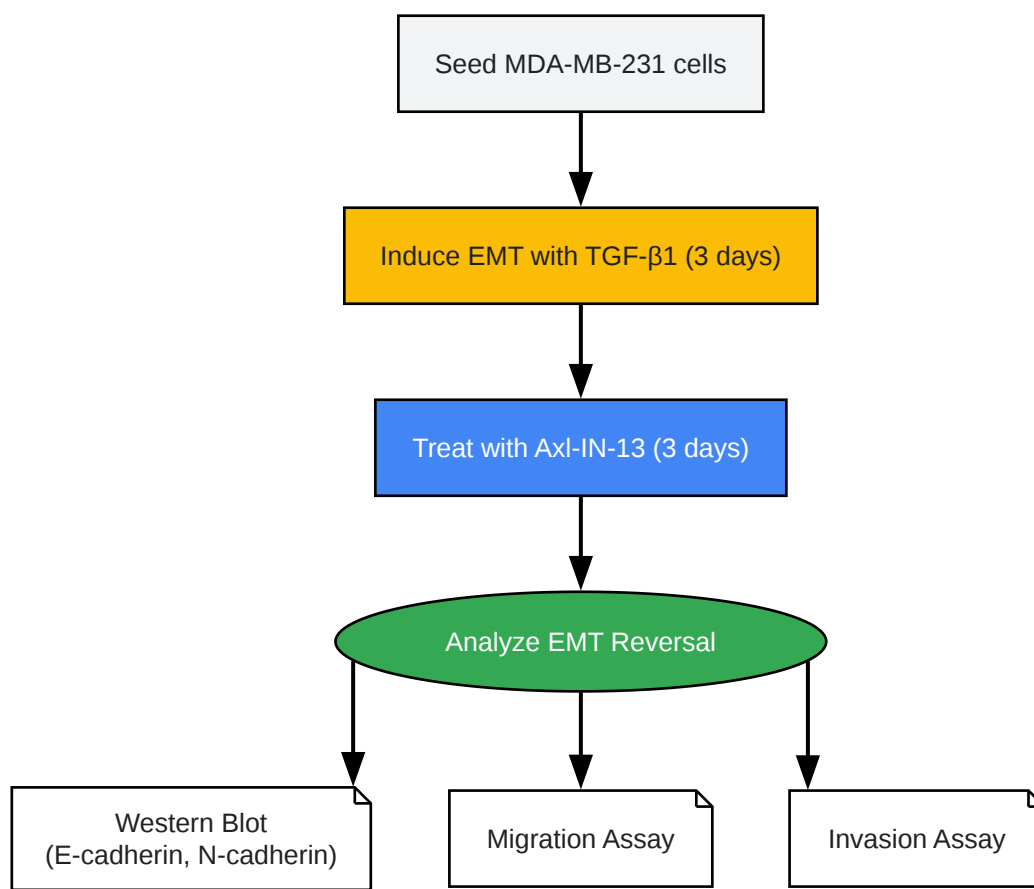 Seed MDA-MB-231 cells
Induce EMT with TGF-β1 (3 days)
Treat with Axl-IN-13 (3 days)
Analyze EMT Reversal
Western Blot
(E-cadherin, N-cadherin)
Migration Assay
Invasion Assay